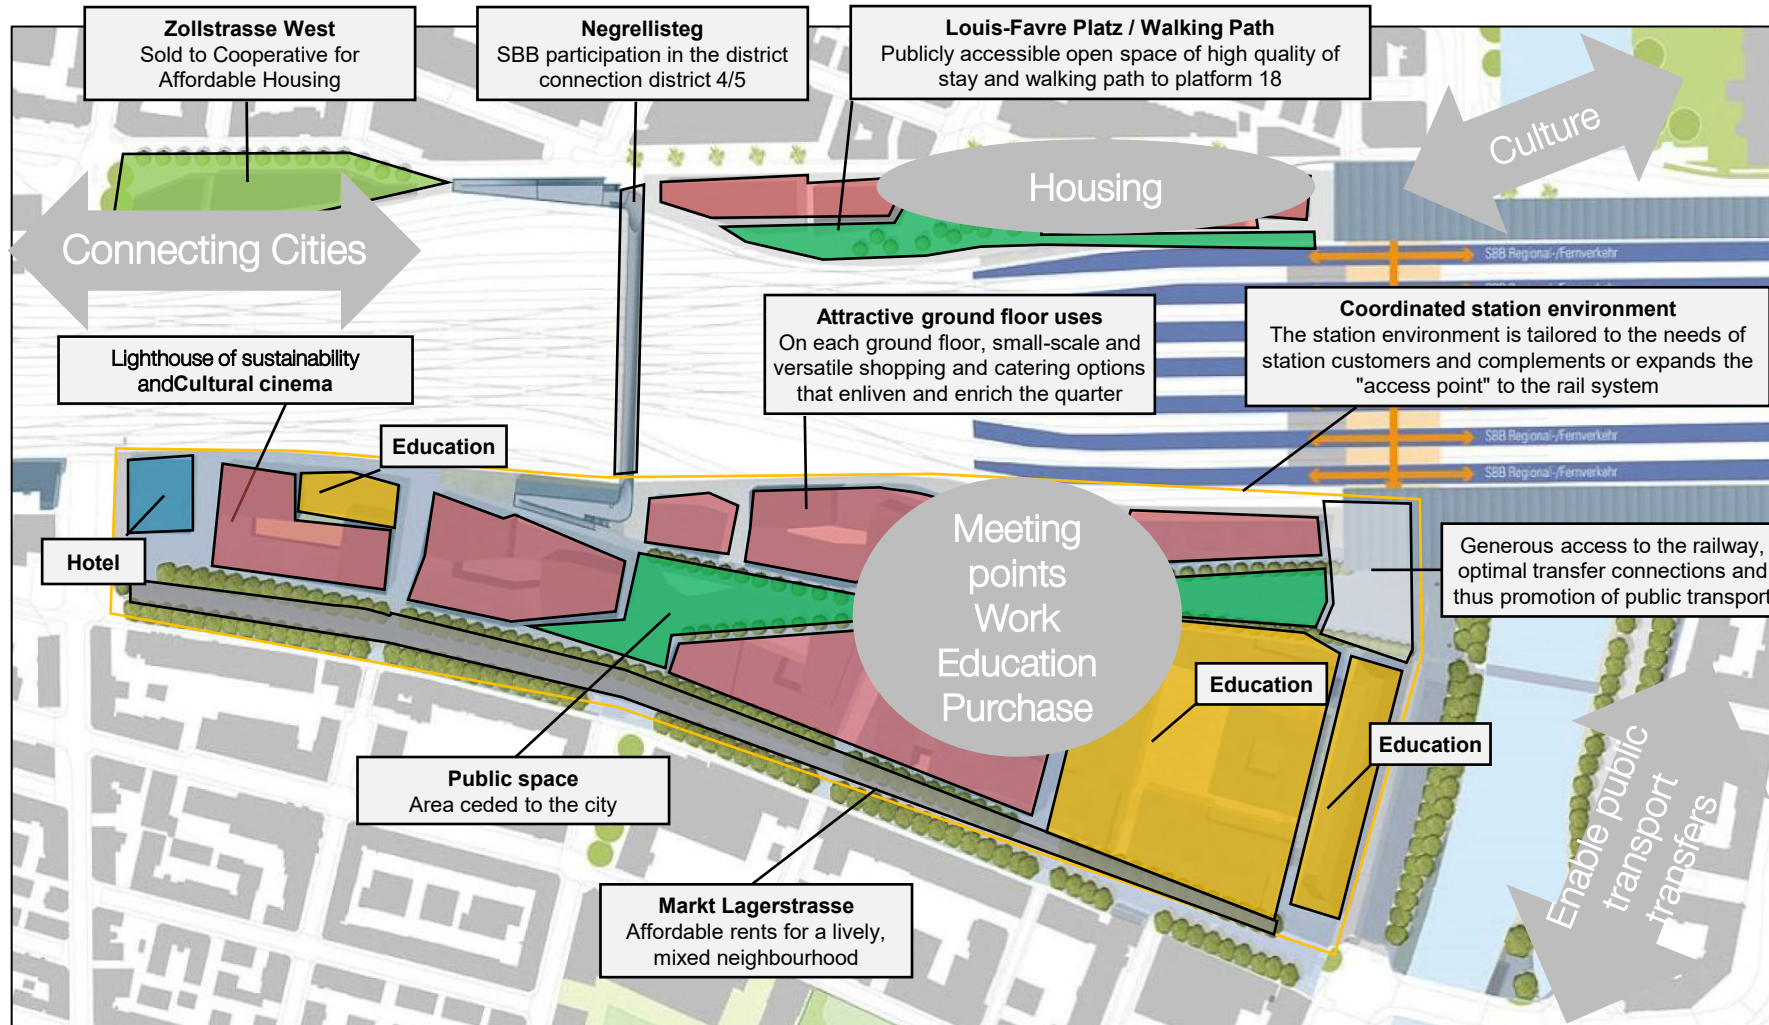 Zollstrasse West
Sold to Cooperative for
Affordable Housing
Negrellisteg
SBB participation in the district
connection district 4/5
Louis-Favre Platz / Walking Path
Publicly accessible open space of high quality of
stay and walking path to platform 18
Culture
Housing
Connecting Cities
SBB Regional-/Fernverkehr
Attractive ground floor uses
On each ground floor, small-scale and
versatile shopping and catering options
that enliven and enrich the quarter
Coordinated station environment
The station environment is tailored to the needs of
station customers and complements or expands the
"access point" to the rail system
Lighthouse of sustainability
andCultural cinema
SBB Regional-/Fernverkehr
SBB Regional-/Fernverkehr
Education
Hotel
Meeting
points
Work
Education
Purchase
Generous access to the railway,
optimal transfer connections and
thus promotion of public transport
Education
Education
Public space
Area ceded to the city
Enable public
transport
transfers
Markt Lagerstrasse
Affordable rents for a lively,
mixed neighbourhood